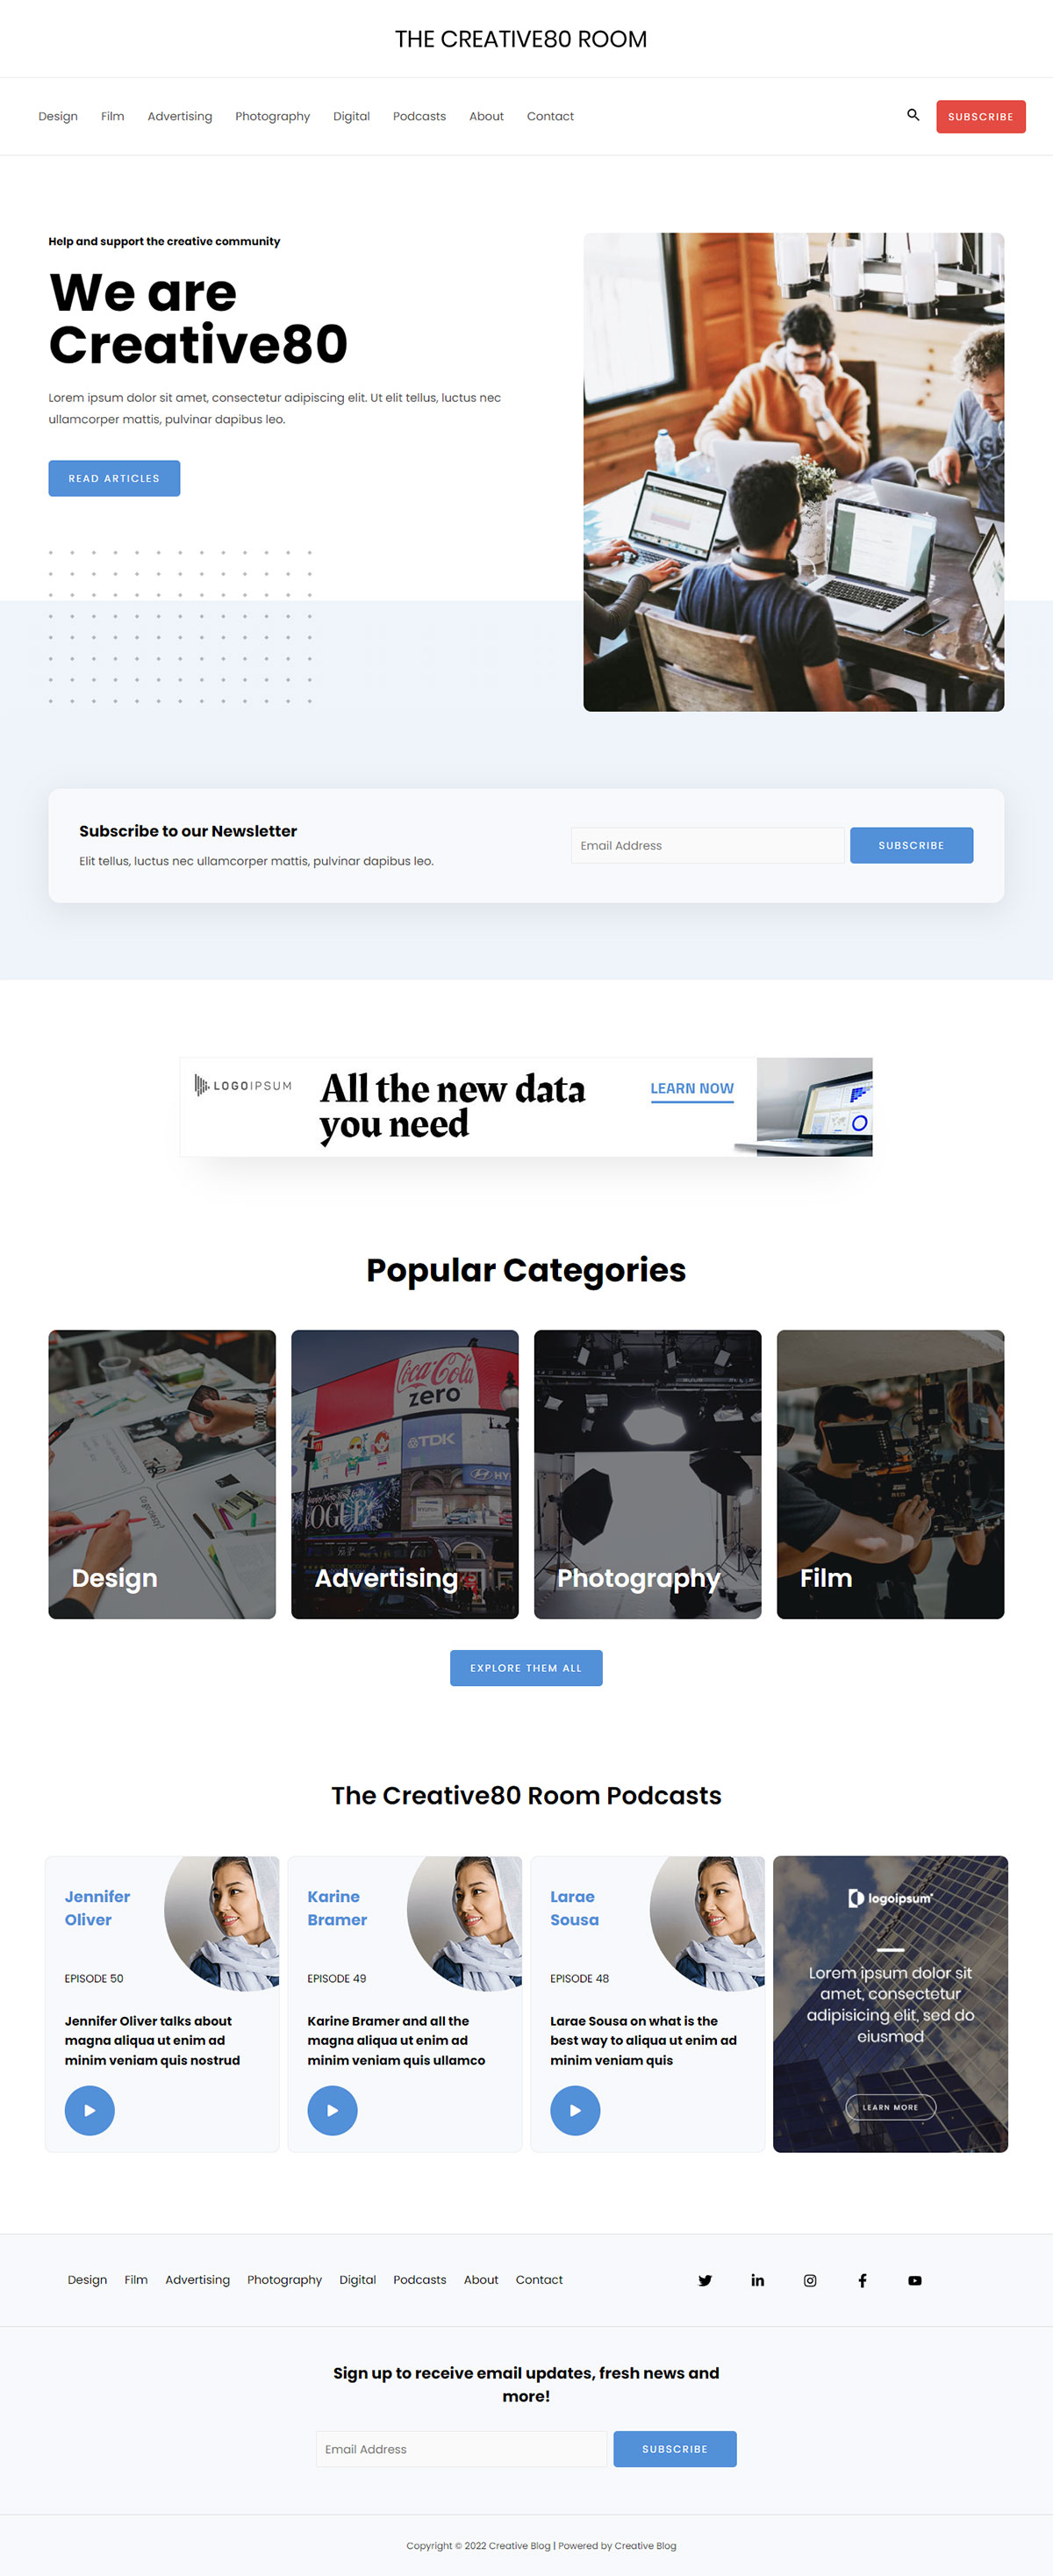 THE CREATIVE80 ROOM
Design Film Advertising Photography Digital Podcasts About Contact
SUBSCRIBE
Help and support the creative community
We are
Creative80
Lorem ipsum dolor sit amet, consectetur adipiscing elit. Ut elit tellus, luctus nec
ullamcorper mattis, pulvinar dapibus leo.
READ ARTICLES
Subscribe to our Newsletter
Elit tellus, luctus nec ullamcorper mattis, pulvinar dapibus leo.
Email Address
SUBSCRIBE
LOGOIPSUM
All the new data
you need
LEARN NOW
Popular Categories
Coca-Cola
zero
TDK
Design
Advertising
Photography
Film
EXPLORE THEM ALL
The Creative80 Room Podcasts
Jennifer
Oliver
EPISODE 50
Jennifer Oliver talks about
magna aliqua ut enim ad
minim veniam quis nostrud
Karine
Bramer
EPISODE 49
Karine Bramer and all the
magna aliqua ut enim ad
minim veniam quis ullamco
Larae
Sousa
EPISODE 48
Larae Sousa on what is the
best way to aliqua ut enim ad
minim veniam quis
logoipsum
Lorem ipsum dolor sit
amet, consectetur
adipisicing elit, sed do
eiusmod
LEARN MORE
Design Film Advertising Photography Digital Podcasts About Contact
Sign up to receive email updates, fresh news and
more!
Email Address
SUBSCRIBE
Copyright © 2022 Creative Blog | Powered by Creative Blog